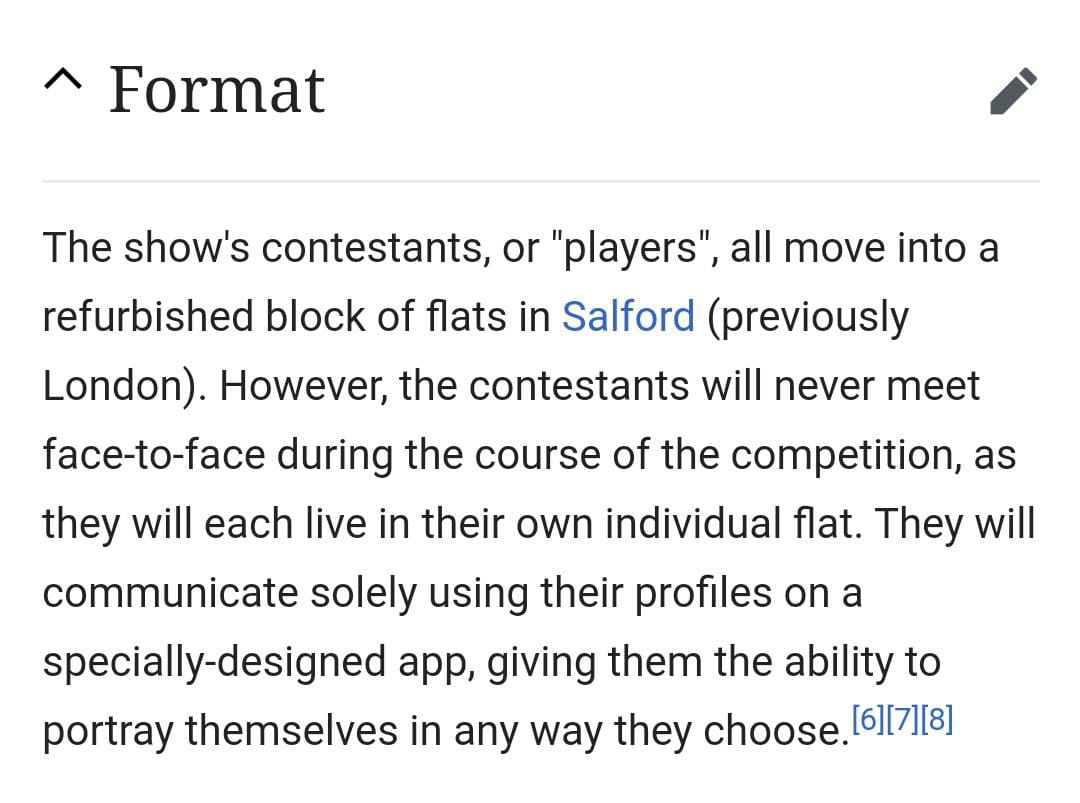 Format
The show's contestants, or "players", all move into a
refurbished block of flats in Salford (previously
London). However, the contestants will never meet
face-to-face during the course of the competition, as
they will each live in their own individual flat. They will
communicate solely using their profiles on a
specially-designed app, giving them the ability to
portray themselves in any way they choose.[6][7][8]